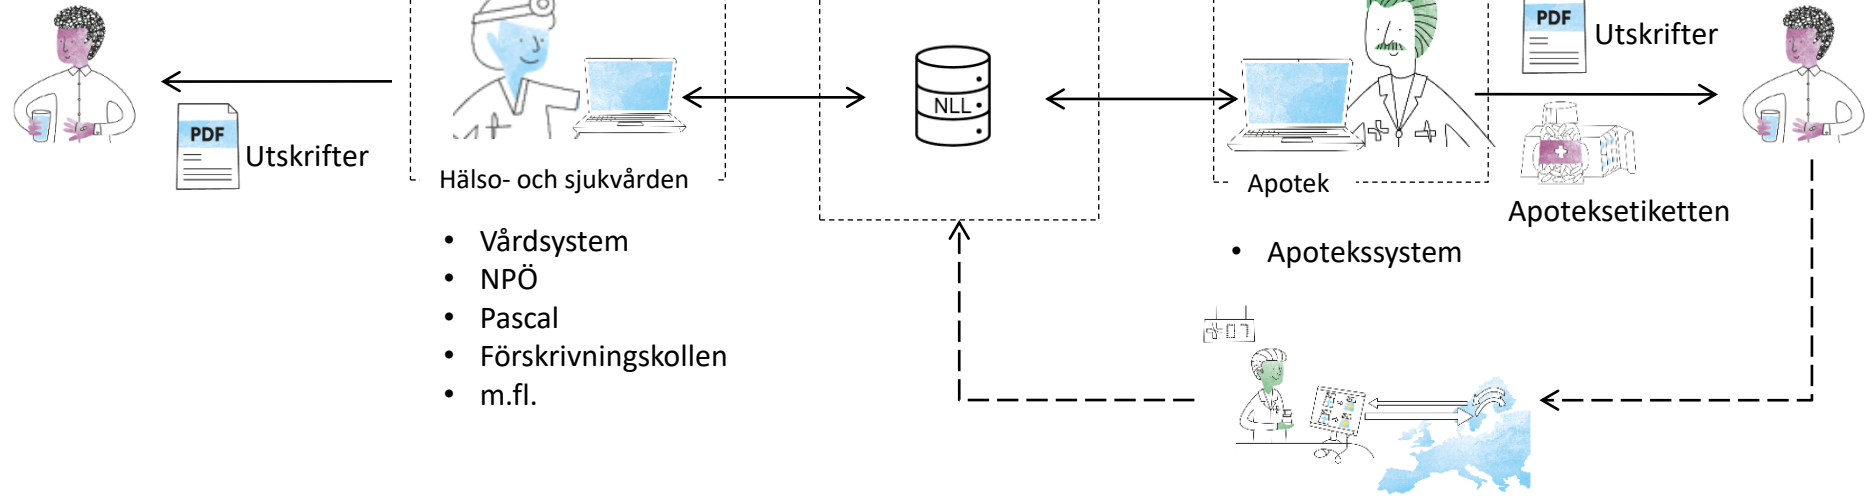 PDF
Utskrifter
Hälso- och sjukvården
• Vårdsystem
• NPÖ
• Pascal
• Förskrivningskollen
• m.fl.
NLL
Apotek
• Apotekssystem
PDF
Utskrifter
Apoteksetiketten